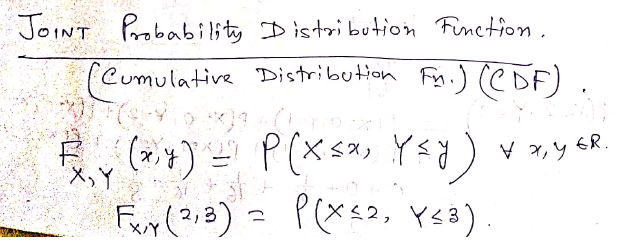 JOINT Probability Distribution Function.
(Cumulative Distribution Fn.) (CDF).
F_{X,Y} (x,y) = P(X≤x, Y≤y) ∀ x,y ∈R.
F_{X,Y} (2,3) = P(X≤2, Y≤3).